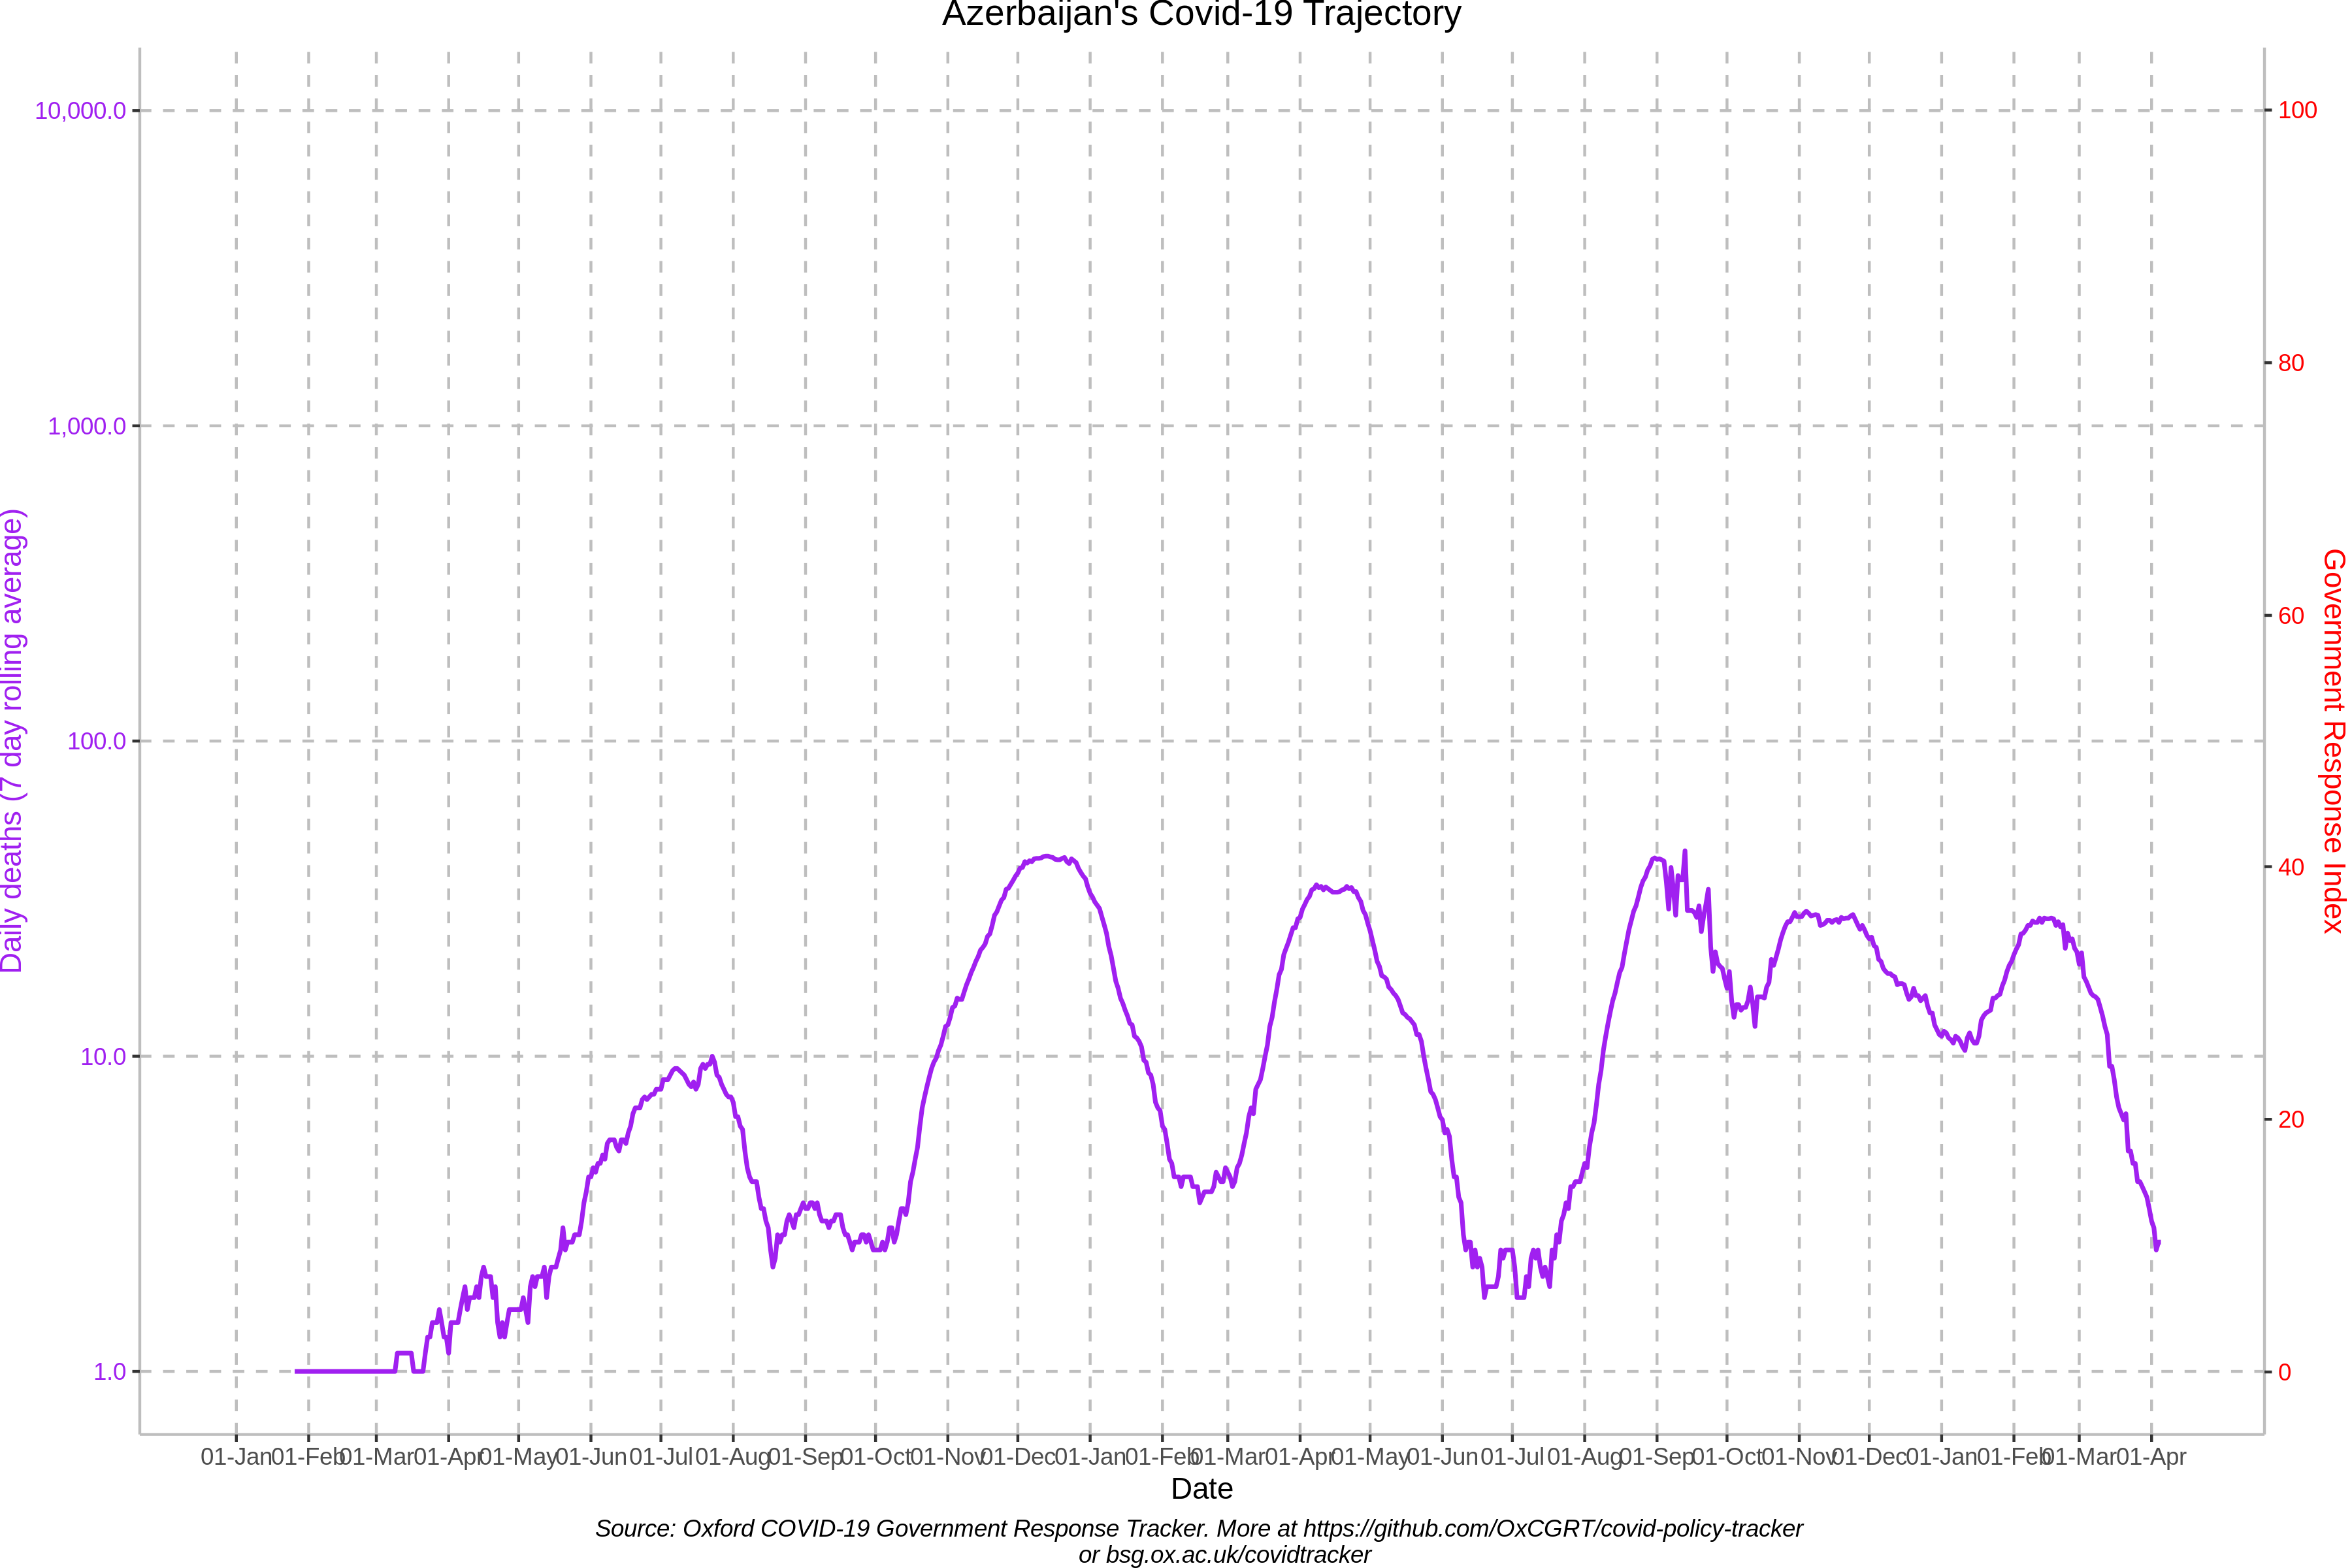 Azerbaijan's Covid-19 Trajectory
10,000.0
1,000.0
100.0
10.0
1.0
Daily deaths (7 day rolling average)
100
80
60
40
20
0
Government Response Index
01-Jan 01-Feb 01-Mar 01-Apr 01-May 01-Jun 01-Jul 01-Aug 01-Sep 01-Oct 01-Nov 01-Dec 01-Jan 01-Feb 01-Mar 01-Apr 01-May 01-Jun 01-Jul 01-Aug 01-Sep 01-Oct 01-Nov 01-Dec 01-Jan 01-Feb 01-Mar 01-Apr
Date
Source: Oxford COVID-19 Government Response Tracker. More at https://github.com/OxCGRT/covid-policy-tracker
or bsg.ox.ac.uk/covidtracker